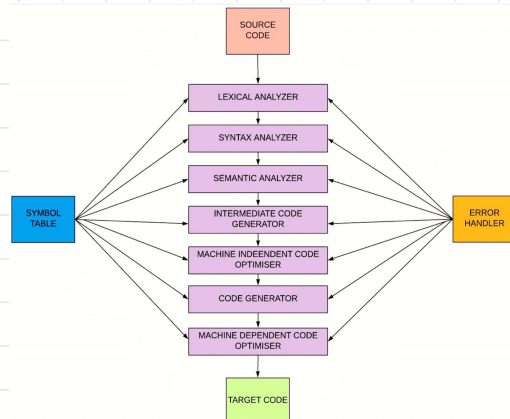 SOURCE
CODE
LEXICAL ANALYZER
SYNTAX ANALYZER
SEMANTIC ANALYZER
SYMBOL
TABLE
INTERMEDIATE CODE
GENERATOR
ERROR
HANDLER
MACHINE INDEENDENT CODE
OPTIMISER
CODE GENERATOR
MACHINE DEPENDENT CODE
OPTIMISER
TARGET CODE